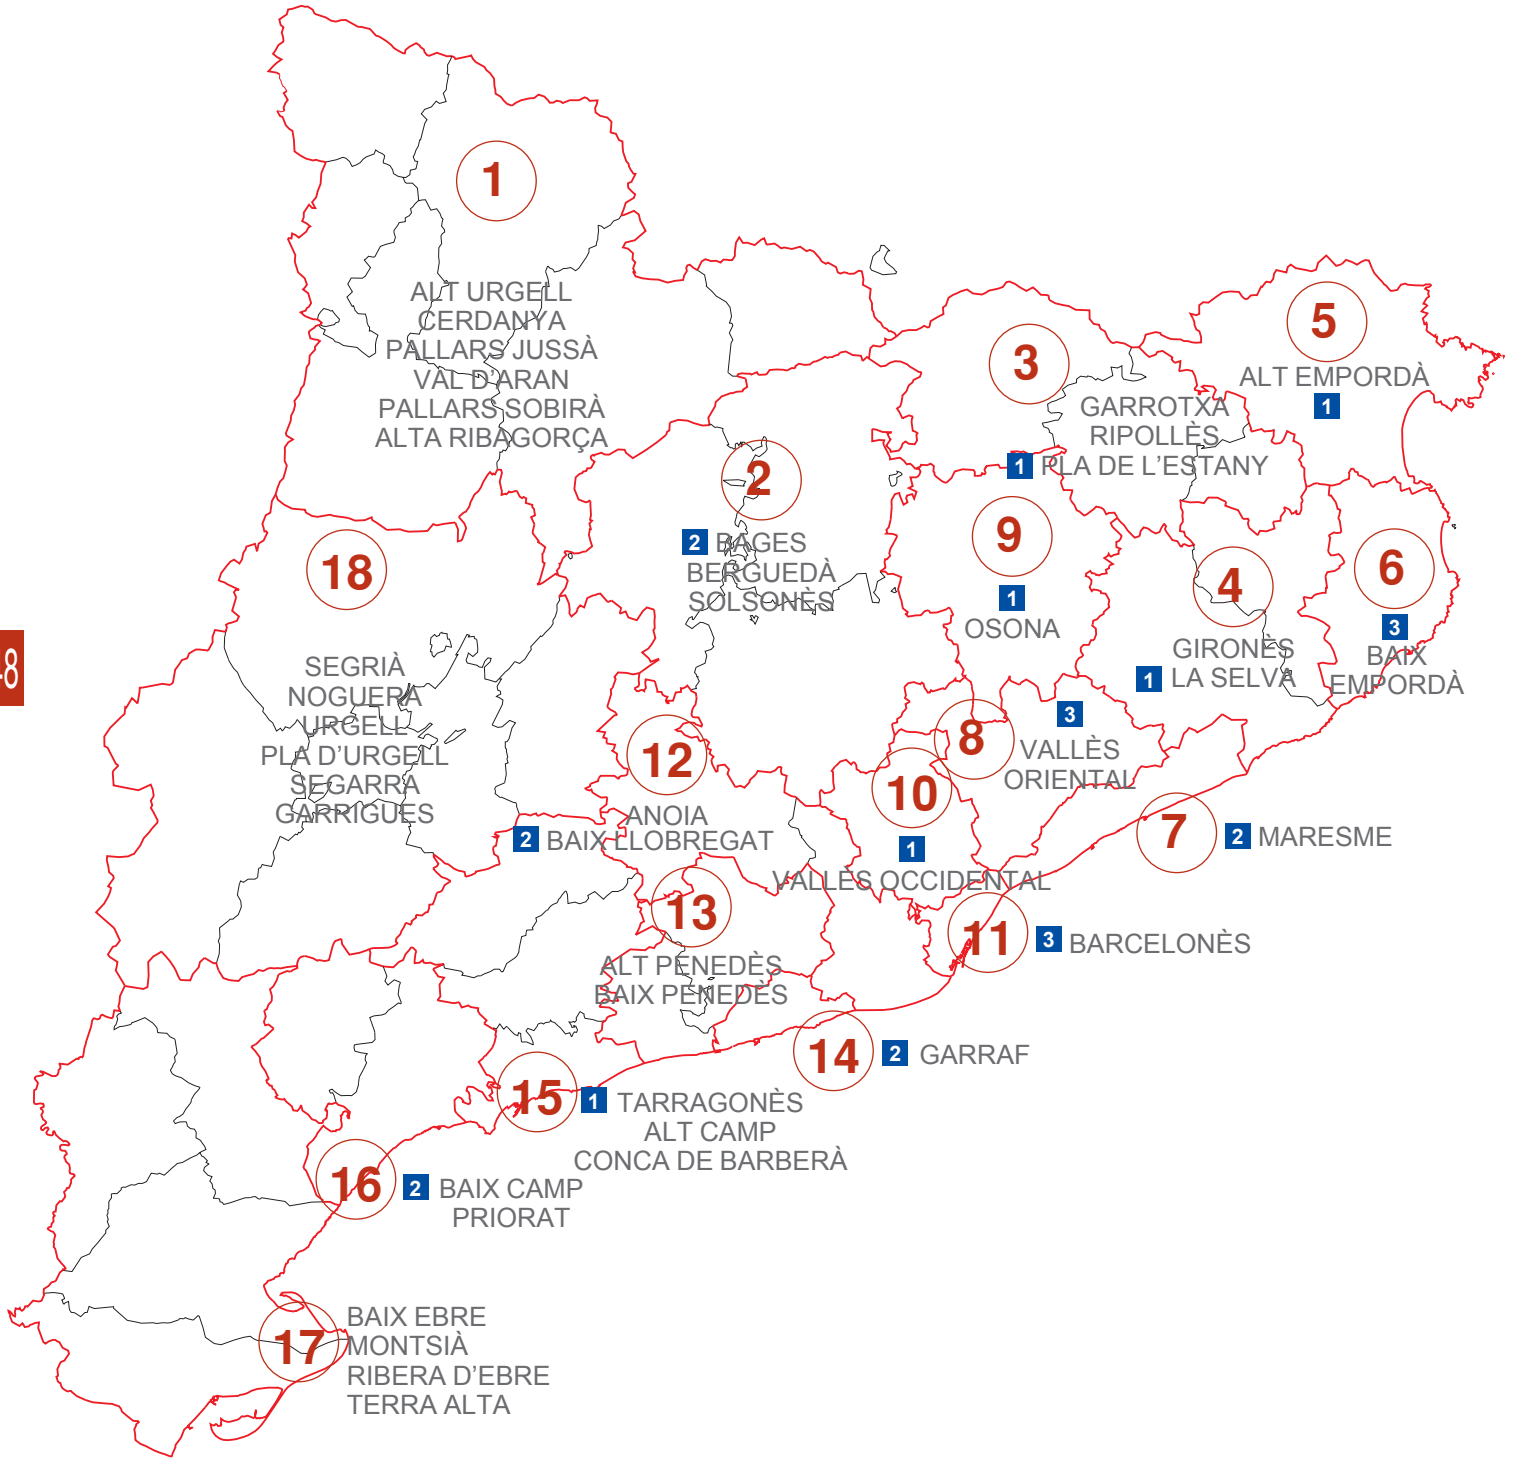 1
ALT URGELL
CERDANYA
PALLARS JUSSÀ
VAL D'ARAN
PALLARS SOBIRÀ
ALTA RIBAGORÇA
5
ALT EMPORDÀ
1
3
GARROTXA
RIPOLLÈS
1 PLA DE L'ESTANY
2
2 BAGES
BERGUEDÀ
SOLSONÈS
9
1
OSONA
4
GIRONÈS
1 LA SELVA
6
3
BAIX
EMPORDÀ
18
SEGRIÀ
NOGUERA
URGELL
PLA D'URGELL
SEGARRA
GARRIGUES
8
3
VALLÈS
ORIENTAL
12
ANOIA
2 BAIX LLOBREGAT
10
1
VALLÈS OCCIDENTAL
7
2 MARESME
13
ALT PENEDÈS
BAIX PENEDÈS
11
3 BARCELONÈS
14
2 GARRAF
15
1 TARRAGONÈS
ALT CAMP
CONCA DE BARBERÀ
16
2 BAIX CAMP
PRIORAT
17
BAIX EBRE
MONTSIÀ
RIBERA D'EBRE
TERRA ALTA